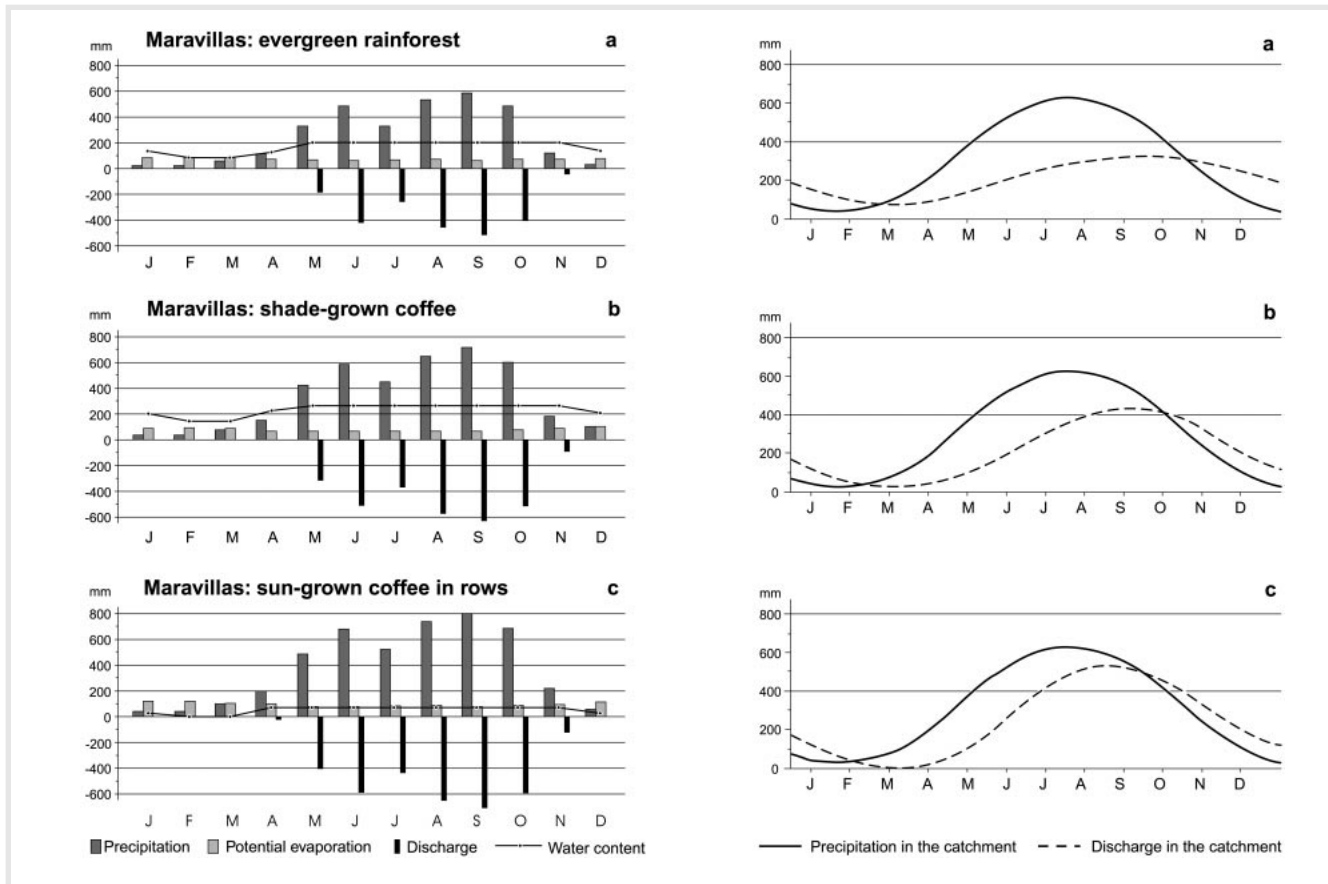 Maravillas: evergreen rainforest a
mm
800
600
400
200
0
-200
-400
-600
J F M A M J J A S O N D
Maravillas: shade-grown coffee b
mm
800
600
400
200
0
-200
-400
-600
J F M A M J J A S O N D
Maravillas: sun-grown coffee in rows c
mm
800
600
400
200
0
-200
-400
-600
J F M A M J J A S O N D
Precipitation Potential evaporation Discharge Water content
a
mm
800
600
400
200
0
J F M A M J J A S O N D
b
mm
800
600
400
200
0
J F M A M J J A S O N D
c
mm
800
600
400
200
0
J F M A M J J A S O N D
Precipitation in the catchment Discharge in the catchment